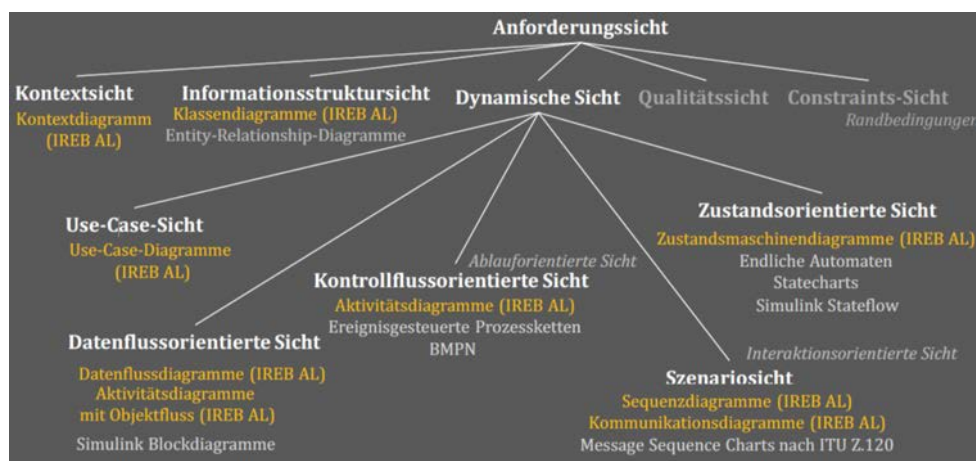 Anforderungssicht
Kontextsicht
Kontextdiagramm
(IREB AL)
Informationsstruktursicht
Klassendiagramme (IREB AL)
Entity-Relationship-Diagramme
Dynamische Sicht
Qualitätssicht
Constraints-Sicht
Randbedingungen
Use-Case-Sicht
Use-Case-Diagramme
(IREB AL)
Zustandsorientierte Sicht
Zustandsmaschinendiagramme (IREB AL)
Endliche Automaten
Statecharts
Simulink Stateflow
Ablauforientierte Sicht
Kontrollflussorientierte Sicht
Aktivitätsdiagramme (IREB AL)
Ereignisgesteuerte Prozessketten
BMPN
Datenflussorientierte Sicht
Datenflussdiagramme (IREB AL)
Aktivitätsdiagramme
mit Objektfluss (IREB AL)
Simulink Blockdiagramme
Interaktionsorientierte Sicht
Szenariosicht
Sequenzdiagramme (IREB AL)
Kommunikationsdiagramme (IREB AL)
Message Sequence Charts nach ITU Z.120